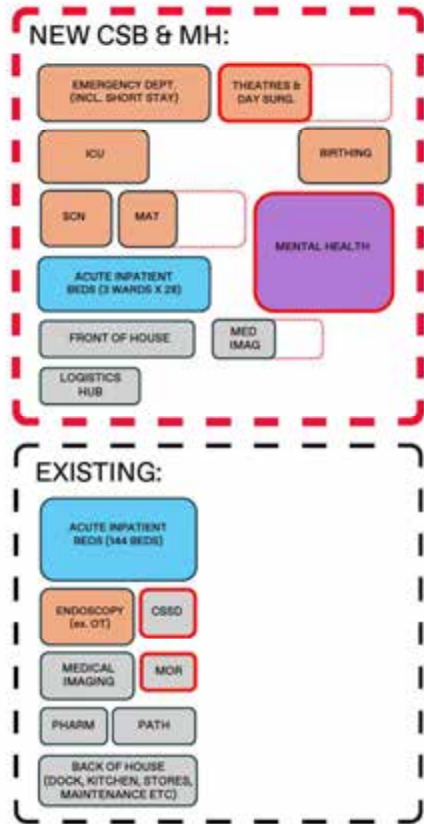 NEW CSB & MH:
EMERGENCY DEPT.
(INCL. SHORT STAY)
THEATRES &
DAY SURG.
ICU
BIRTHING
SCN
MAT
MENTAL HEALTH
ACUTE INPATIENT
BEDS (3 WARDS X 28)
FRONT OF HOUSE
MED
IMAG
LOGISTICS
HUB
EXISTING:
ACUTE INPATIENT
BEDS (144 BEDS)
ENDOSCOPY
(ex. OT)
CSSD
MEDICAL
IMAGING
MOR
PHARM
PATH
BACK OF HOUSE
(DOCK, KITCHEN, STORES,
MAINTENANCE ETC)